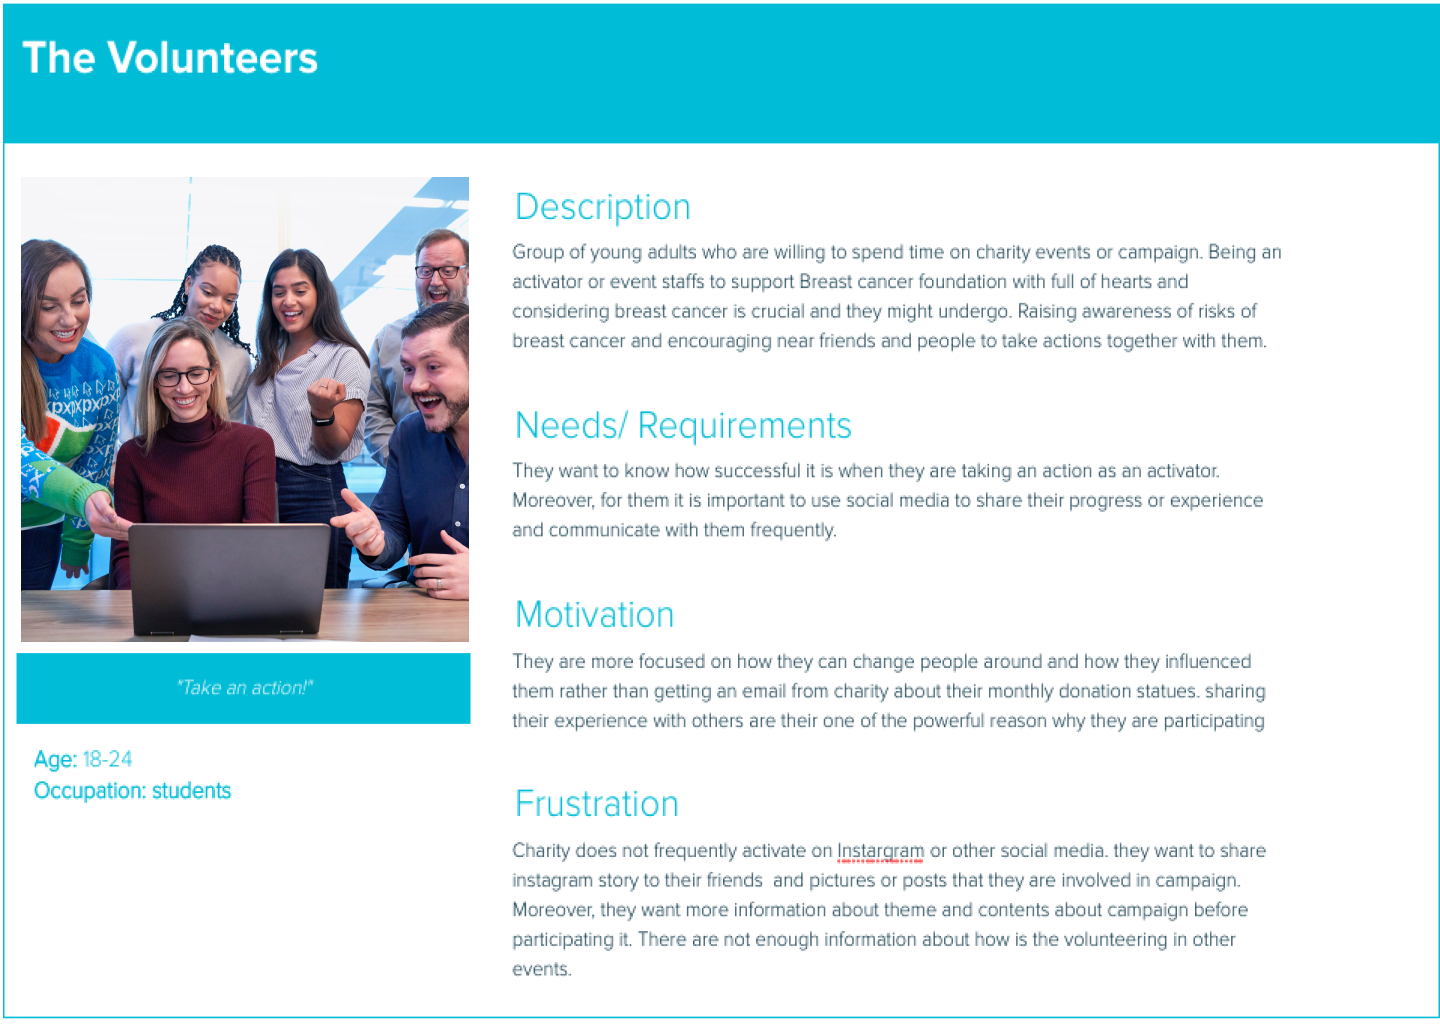 The Volunteers
"Take an action!"
Age: 18-24
Occupation: students
Description
Group of young adults who are willing to spend time on charity events or campaign. Being an
activator or event staffs to support Breast cancer foundation with full of hearts and
considering breast cancer is crucial and they might undergo. Raising awareness of risks of
breast cancer and encouraging near friends and people to take actions together with them.
Needs/ Requirements
They want to know how successful it is when they are taking an action as an activator.
Moreover, for them it is important to use social media to share their progress or experience
and communicate with them frequently.
Motivation
They are more focused on how they can change people around and how they influenced
them rather than getting an email from charity about their monthly donation statues. sharing
their experience with others are their one of the powerful reason why they are participating
Frustration
Charity does not frequently activate on Instargram or other social media. they want to share
instagram story to their friends  and pictures or posts that they are involved in campaign.
Moreover, they want more information about theme and contents about campaign before
participating it. There are not enough information about how is the volunteering in other
events.